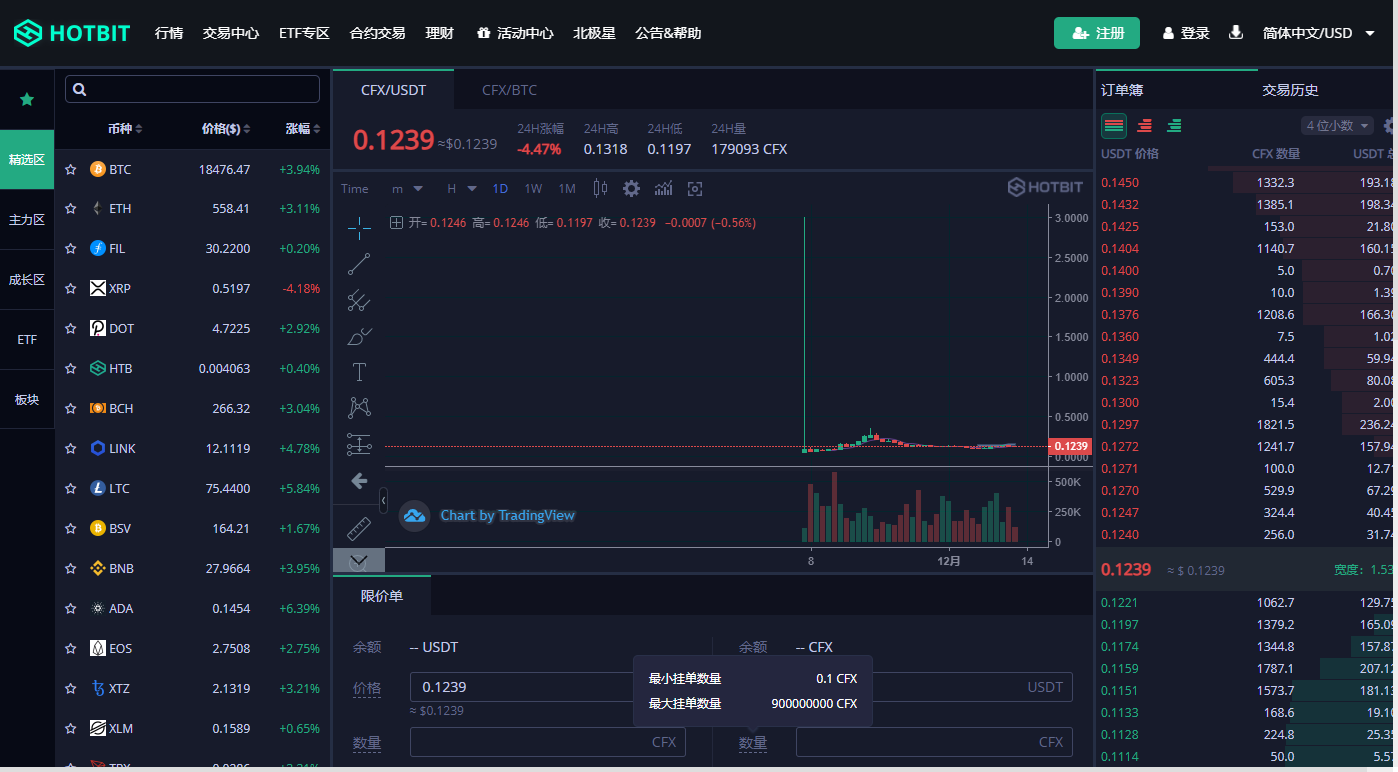 HOTBIT 行情 交易中心 ETF专区 合约交易 理财 活动中心 北极星 公告&帮助 注册 登录 简体中文/USD
精选区
主力区
成长区
ETF
板块
币种 价格($) 涨幅
BTC 18476.47 +3.94%
ETH 558.41 +3.11%
FIL 30.2200 +0.20%
XRP 0.5197 -4.18%
DOT 4.7225 +2.92%
HTB 0.004063 +0.40%
BCH 266.32 +3.04%
LINK 12.1119 +4.78%
LTC 75.4400 +5.84%
BSV 164.21 +1.67%
BNB 27.9664 +3.95%
ADA 0.1454 +6.39%
EOS 2.7508 +2.75%
XTZ 2.1319 +3.21%
XLM 0.1589 +0.65%
CFX/USDT CFX/BTC
0.1239 ≈$0.1239
24H涨幅 24H高 24H低 24H量
-4.47% 0.1318 0.1197 179093 CFX
Time m H 1D 1W 1M
HOTBIT
开= 0.1246 高= 0.1246 低= 0.1197 收= 0.1239 −0.0007 (−0.56%)
3.0000
2.5000
2.0000
1.5000
1.0000
0.5000
0.1239
0.0000
500K
250K
0
Chart by TradingView
8 12月 14
限价单
余额 -- USDT 余额 -- CFX
价格 0.1239 USDT
≈ $0.1239
最小挂单数量 0.1 CFX
最大挂单数量 900000000 CFX
数量 CFX 数量 CFX
订单簿 交易历史
4 位小数
USDT 价格 CFX 数量 USDT
0.1450 1332.3 193.18
0.1432 1385.1 198.34
0.1425 153.0 21.80
0.1404 1140.7 160.15
0.1400 5.0 0.70
0.1390 10.0 1.39
0.1376 1208.6 166.30
0.1360 7.5 1.02
0.1349 444.4 59.94
0.1323 605.3 80.08
0.1300 15.4 2.00
0.1297 1821.5 236.24
0.1272 1241.7 157.94
0.1271 100.0 12.71
0.1270 529.9 67.29
0.1247 324.4 40.45
0.1240 256.0 31.74
0.1239 ≈ $ 0.1239 宽度: 1.53
0.1221 1062.7 129.75
0.1197 1379.2 165.09
0.1174 1344.8 157.87
0.1159 1787.1 207.12
0.1151 1573.7 181.13
0.1133 168.6 19.10
0.1128 224.8 25.35
0.1114 50.0 5.57